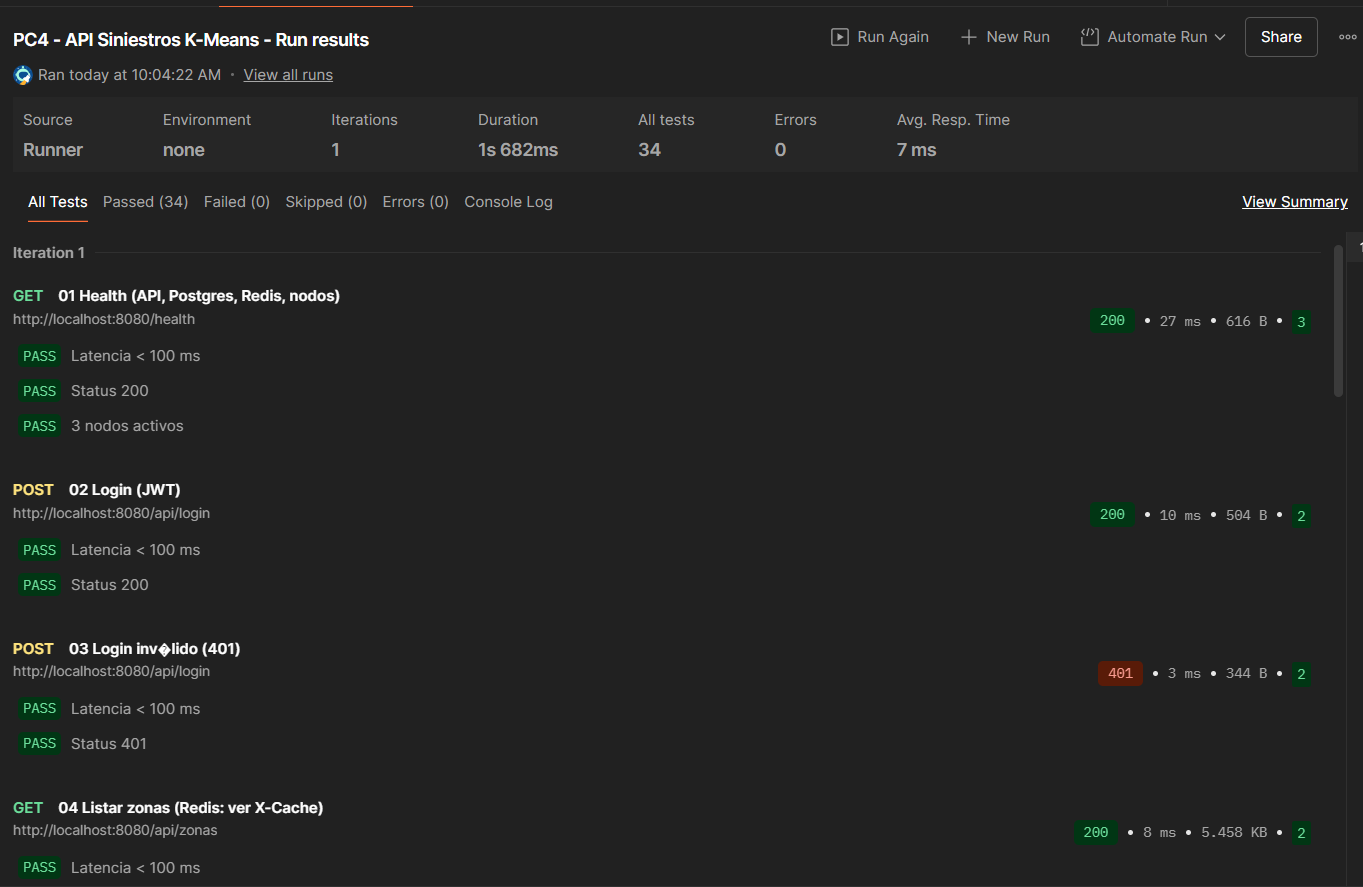 PC4 - API Siniestros K-Means - Run results
Run Again
New Run
Automate Run
Share
Ran today at 10:04:22 AM · View all runs
Source Environment Iterations Duration All tests Errors Avg. Resp. Time
Runner none 1 1s 682ms 34 0 7 ms
All Tests Passed (34) Failed (0) Skipped (0) Errors (0) Console Log View Summary
Iteration 1
GET 01 Health (API, Postgres, Redis, nodos)
http://localhost:8080/health
200 • 27 ms • 616 B • 3
PASS Latencia < 100 ms
PASS Status 200
PASS 3 nodos activos
POST 02 Login (JWT)
http://localhost:8080/api/login
200 • 10 ms • 504 B • 2
PASS Latencia < 100 ms
PASS Status 200
POST 03 Login inv�lido (401)
http://localhost:8080/api/login
401 • 3 ms • 344 B • 2
PASS Latencia < 100 ms
PASS Status 401
GET 04 Listar zonas (Redis: ver X-Cache)
http://localhost:8080/api/zonas
200 • 8 ms • 5.458 KB • 2
PASS Latencia < 100 ms